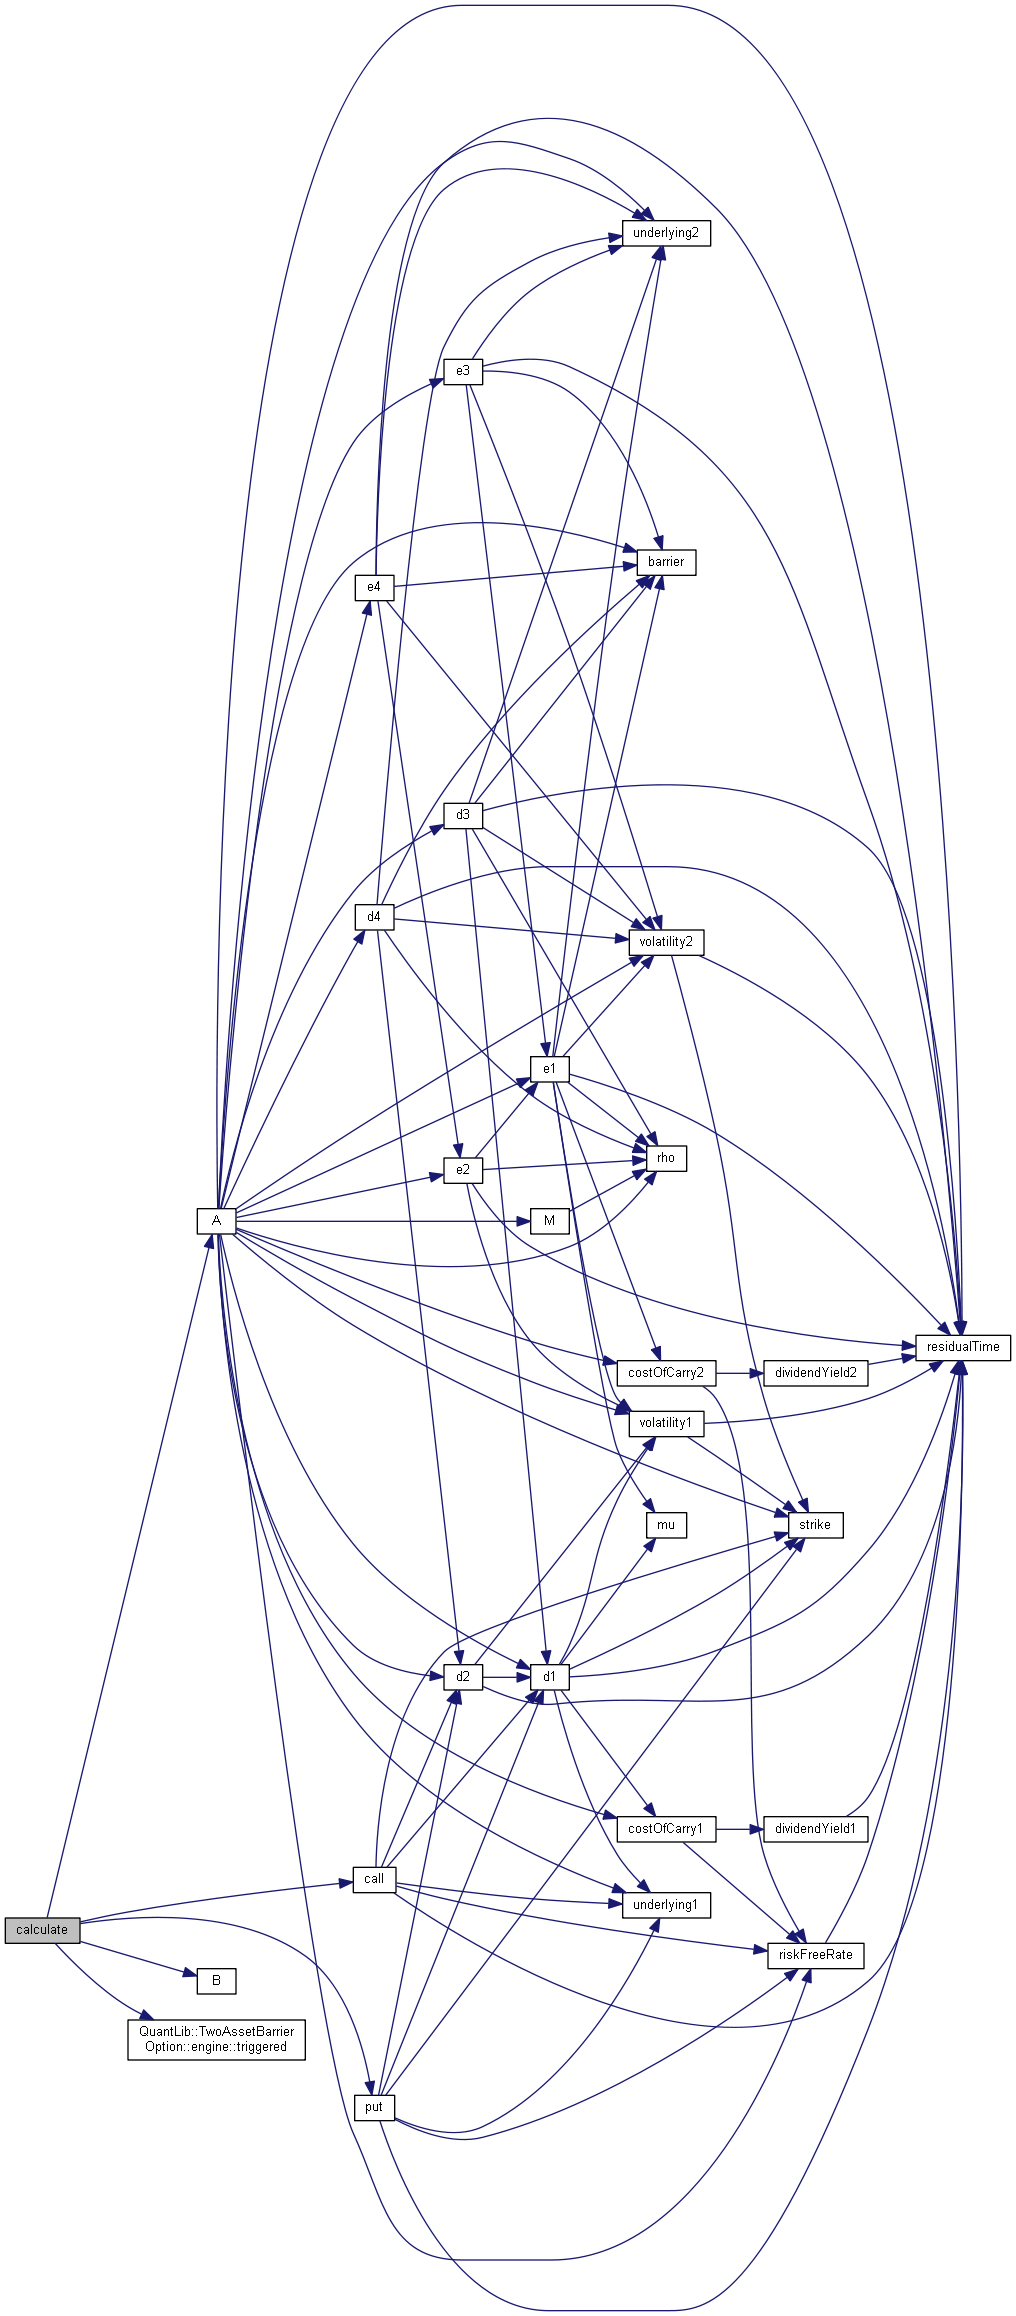 underlying2
e3
barrier
e4
d3
d4
volatility2
e1
rho
e2
M
A
residualTime
costOfCarry2
dividendYield2
volatility1
mu
strike
d2
d1
costOfCarry1
dividendYield1
call
underlying1
calculate
riskFreeRate
B
QuantLib::TwoAssetBarrier
Option::engine::triggered
put